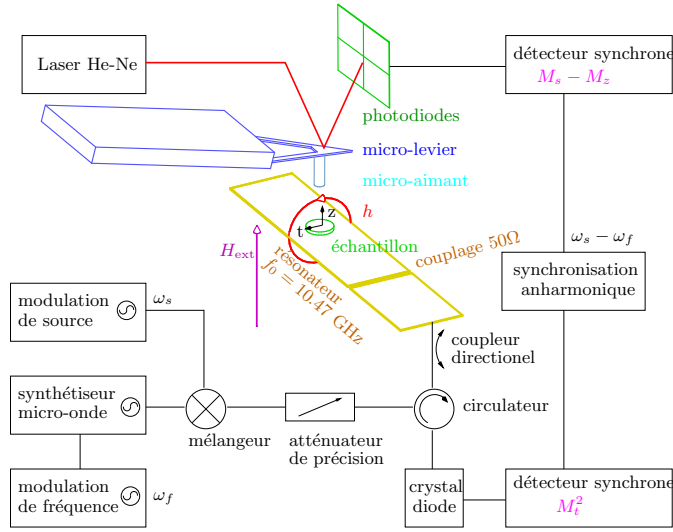 Laser He-Ne
détecteur synchrone
M_s − M_z
photodiodes
micro-levier
micro-aimant
z
h
t
échantillon
H_ext
couplage 50Ω
résonateur
f_0 = 10.47 GHz
ω_s − ω_f
synchronisation
anharmonique
modulation
de source
ω_s
coupleur
directionel
synthétiseur
micro-onde
mélangeur
atténuateur
de précision
circulateur
modulation
de fréquence
ω_f
crystal
diode
détecteur synchrone
M_t^2